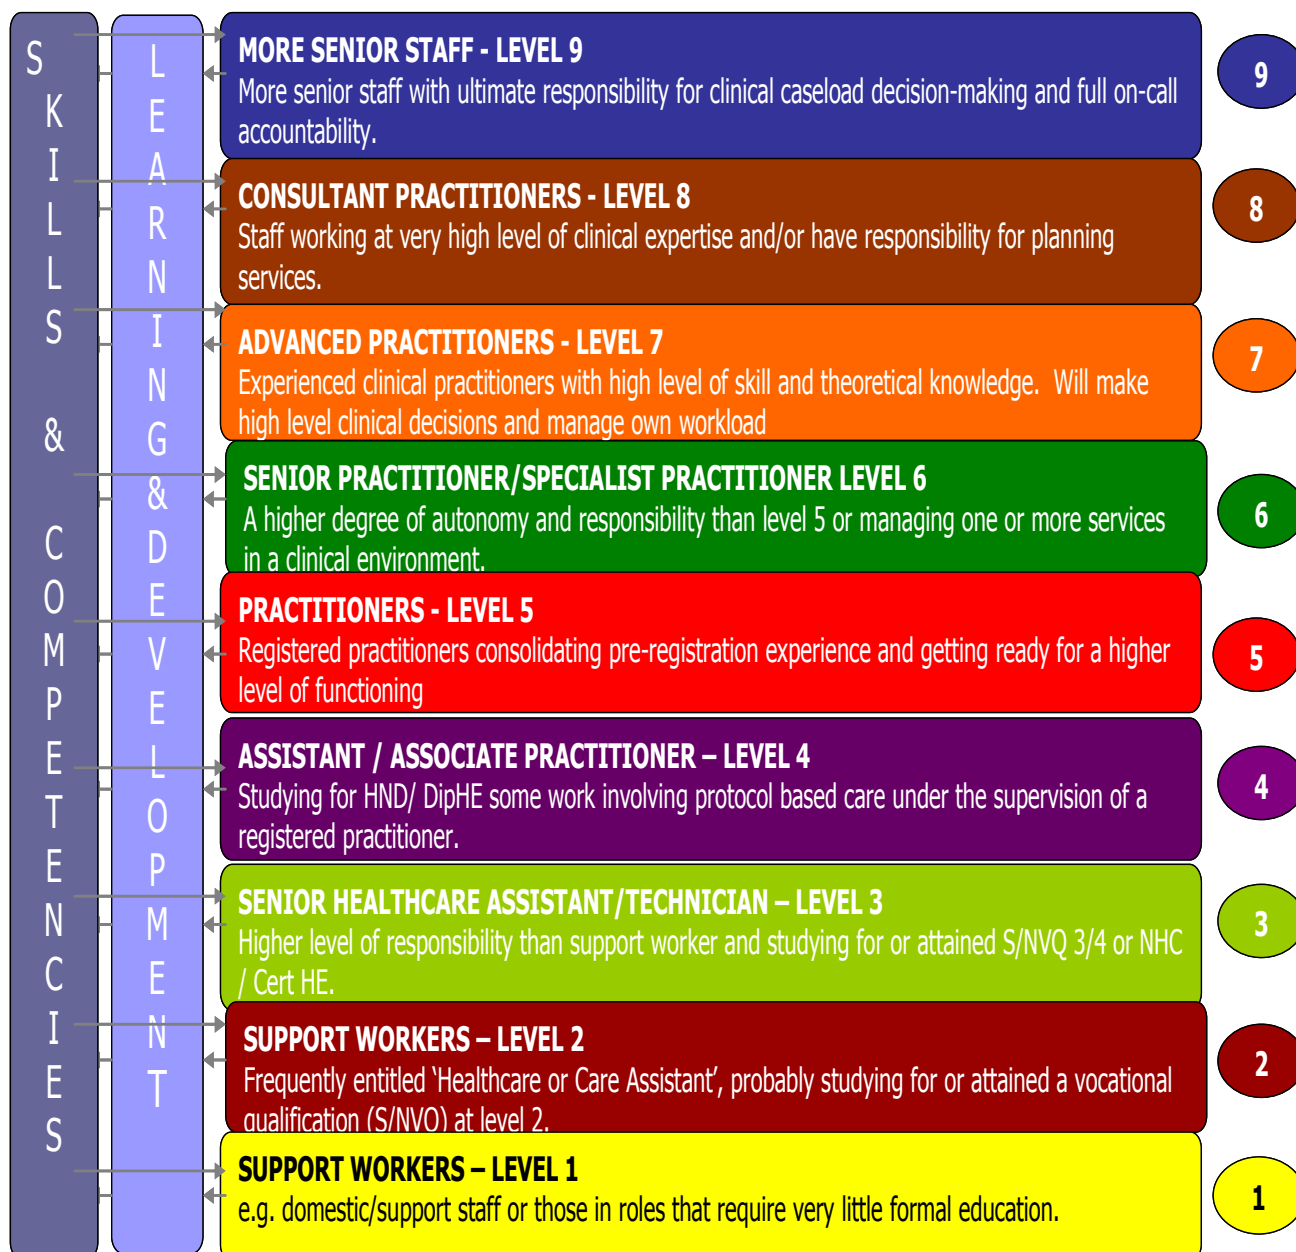 SKILLS & COMPETENCIES
LEARNING & DEVELOPMENT
MORE SENIOR STAFF - LEVEL 9
More senior staff with ultimate responsibility for clinical caseload decision-making and full on-call
accountability.
9
CONSULTANT PRACTITIONERS - LEVEL 8
Staff working at very high level of clinical expertise and/or have responsibility for planning
services.
8
ADVANCED PRACTITIONERS - LEVEL 7
Experienced clinical practitioners with high level of skill and theoretical knowledge.  Will make
high level clinical decisions and manage own workload
7
SENIOR PRACTITIONER/SPECIALIST PRACTITIONER LEVEL 6
A higher degree of autonomy and responsibility than level 5 or managing one or more services
in a clinical environment.
6
PRACTITIONERS - LEVEL 5
Registered practitioners consolidating pre-registration experience and getting ready for a higher
level of functioning
5
ASSISTANT / ASSOCIATE PRACTITIONER – LEVEL 4
Studying for HND/ DipHE some work involving protocol based care under the supervision of a
registered practitioner.
4
SENIOR HEALTHCARE ASSISTANT/TECHNICIAN – LEVEL 3
Higher level of responsibility than support worker and studying for or attained S/NVQ 3/4 or NHC
/ Cert HE.
3
SUPPORT WORKERS – LEVEL 2
Frequently entitled ‘Healthcare or Care Assistant’, probably studying for or attained a vocational
qualification (S/NVQ) at level 2.
2
SUPPORT WORKERS – LEVEL 1
e.g. domestic/support staff or those in roles that require very little formal education.
1